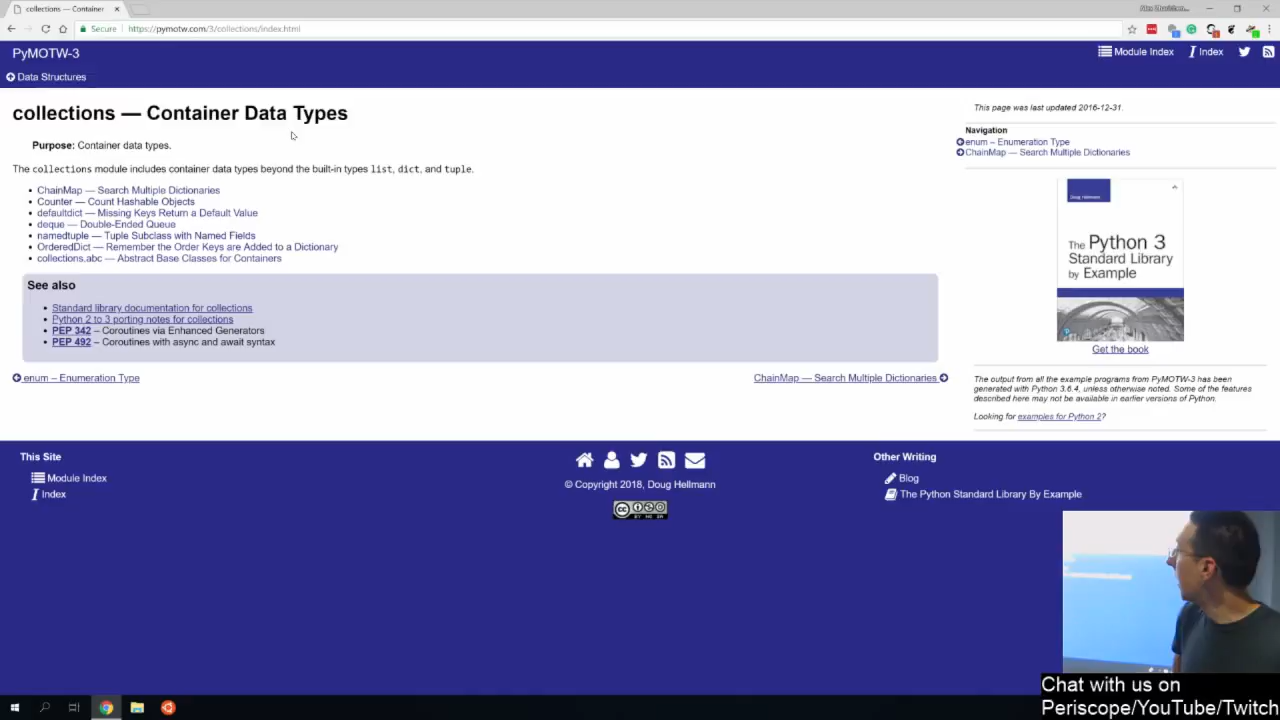 collections — Container
Secure
https://pymotw.com/3/collections/index.html
PyMOTW-3
Module Index
Index
Data Structures
collections — Container Data Types
Purpose: Container data types.
The collections module includes container data types beyond the built-in types list, dict, and tuple.
ChainMap — Search Multiple Dictionaries
Counter — Count Hashable Objects
defaultdict — Missing Keys Return a Default Value
deque — Double-Ended Queue
namedtuple — Tuple Subclass with Named Fields
OrderedDict — Remember the Order Keys are Added to a Dictionary
collections.abc — Abstract Base Classes for Containers
See also
Standard library documentation for collections
Python 2 to 3 porting notes for collections
PEP 342 – Coroutines via Enhanced Generators
PEP 492 – Coroutines with async and await syntax
enum – Enumeration Type
ChainMap — Search Multiple Dictionaries
This page was last updated 2016-12-31.
Navigation
enum – Enumeration Type
ChainMap — Search Multiple Dictionaries
Doug Hellmann
The Python 3
Standard Library
by Example
Get the book
The output from all the example programs from PyMOTW-3 has been
generated with Python 3.6.4, unless otherwise noted. Some of the features
described here may not be available in earlier versions of Python.
Looking for examples for Python 2?
This Site
Module Index
Index
© Copyright 2018, Doug Hellmann
Other Writing
Blog
The Python Standard Library By Example
Chat with us on
Periscope/YouTube/Twitch